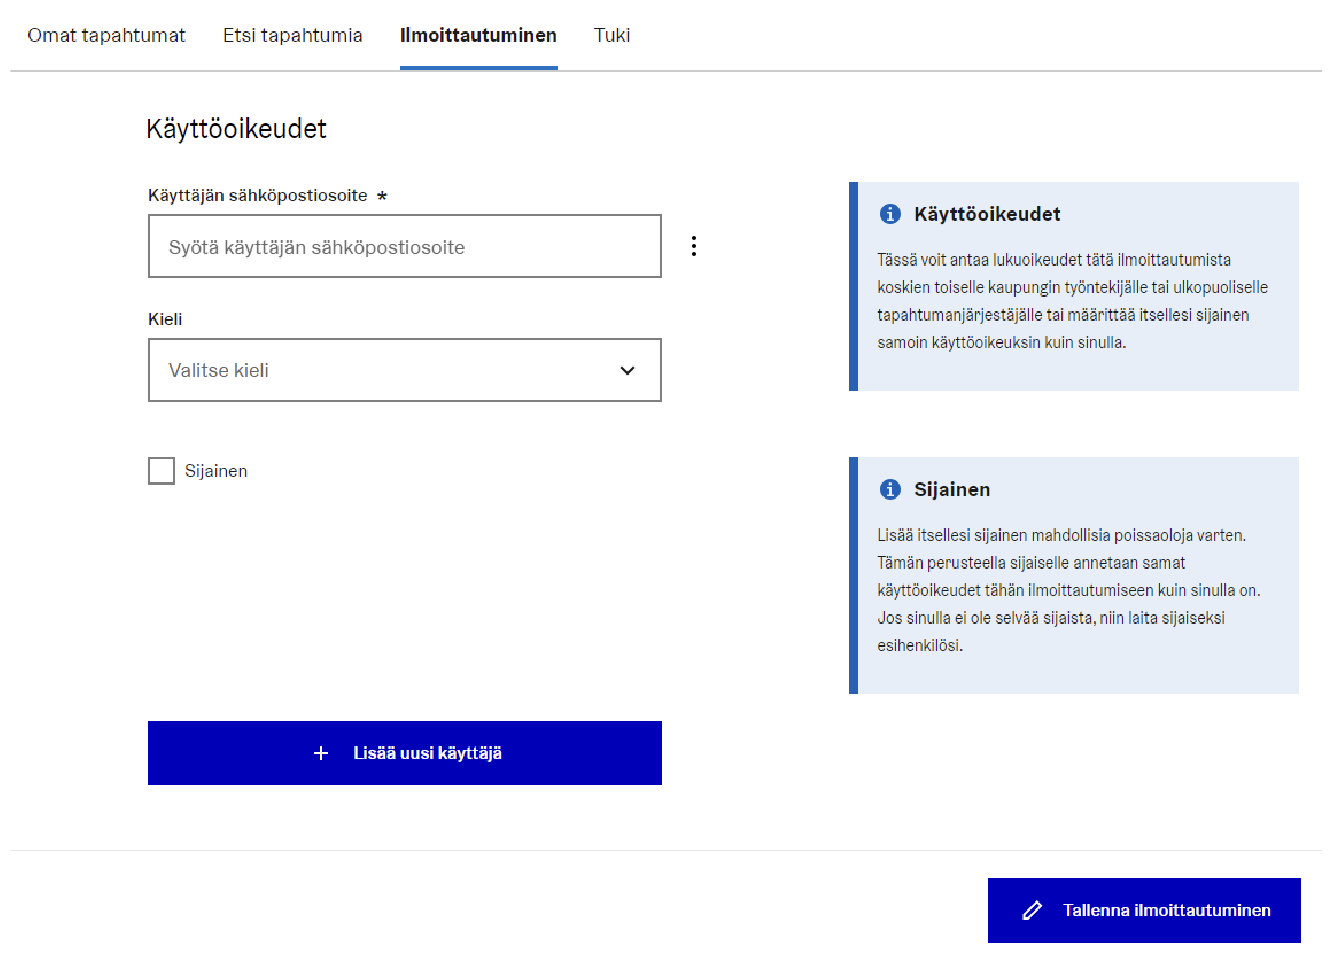 Omat tapahtumat Etsi tapahtumia Ilmoittautuminen Tuki
Käyttöoikeudet
Käyttäjän sähköpostiosoite *
Syötä käyttäjän sähköpostiosoite
Kieli
Valitse kieli
Sijainen
Lisää uusi käyttäjä
Käyttöoikeudet
Tässä voit antaa lukuoikeudet tätä ilmoittautumista
koskien toiselle kaupungin työntekijälle tai ulkopuoliselle
tapahtumanjärjestäjälle tai määrittää itsellesi sijainen
samoin käyttöoikeuksin kuin sinulla.
Sijainen
Lisää itsellesi sijainen mahdollisia poissaoloja varten.
Tämän perusteella sijaiselle annetaan samat
käyttöoikeudet tähän ilmoittautumiseen kuin sinulla on.
Jos sinulla ei ole selvää sijaista, niin laita sijaiseksi
esihenkilösi.
Tallenna ilmoittautuminen